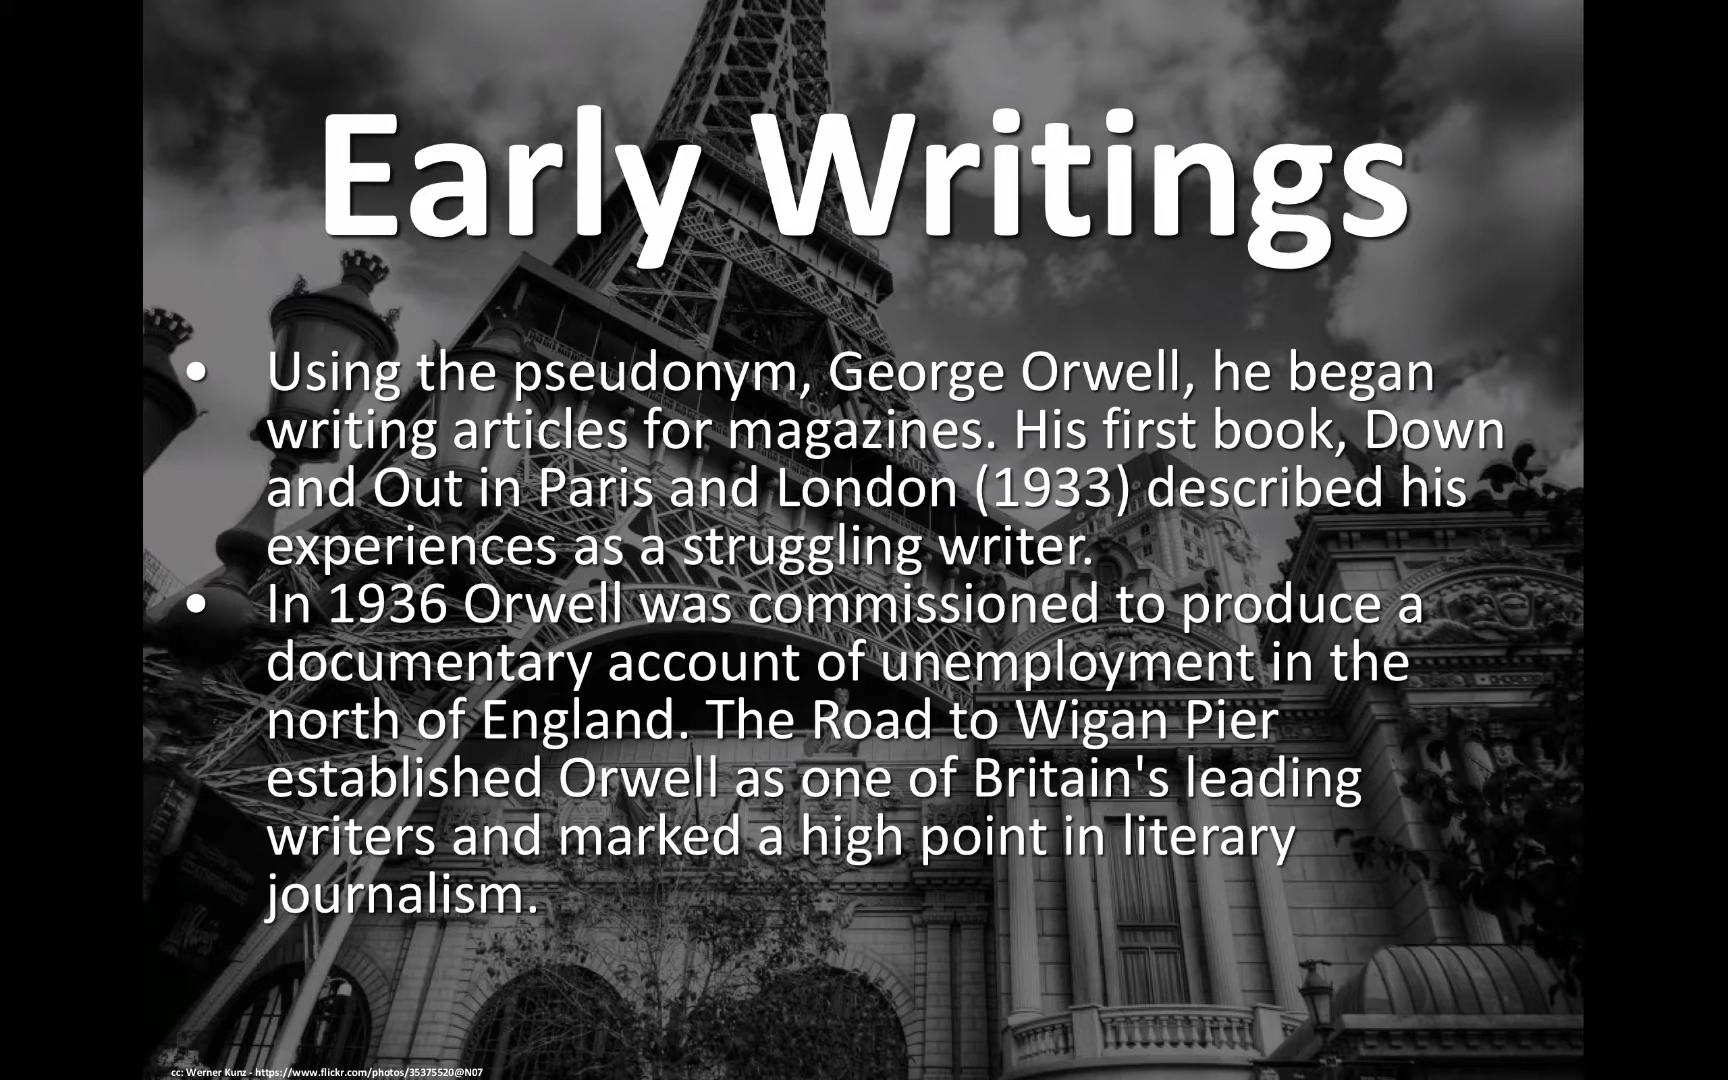 Early Writings
• Using the pseudonym, George Orwell, he began
writing articles for magazines. His first book, Down
and Out in Paris and London (1933) described his
experiences as a struggling writer.
• In 1936 Orwell was commissioned to produce a
documentary account of unemployment in the
north of England. The Road to Wigan Pier
established Orwell as one of Britain's leading
writers and marked a high point in literary
journalism.
cc: Werner Kunz - https://www.flickr.com/photos/35375520@N07